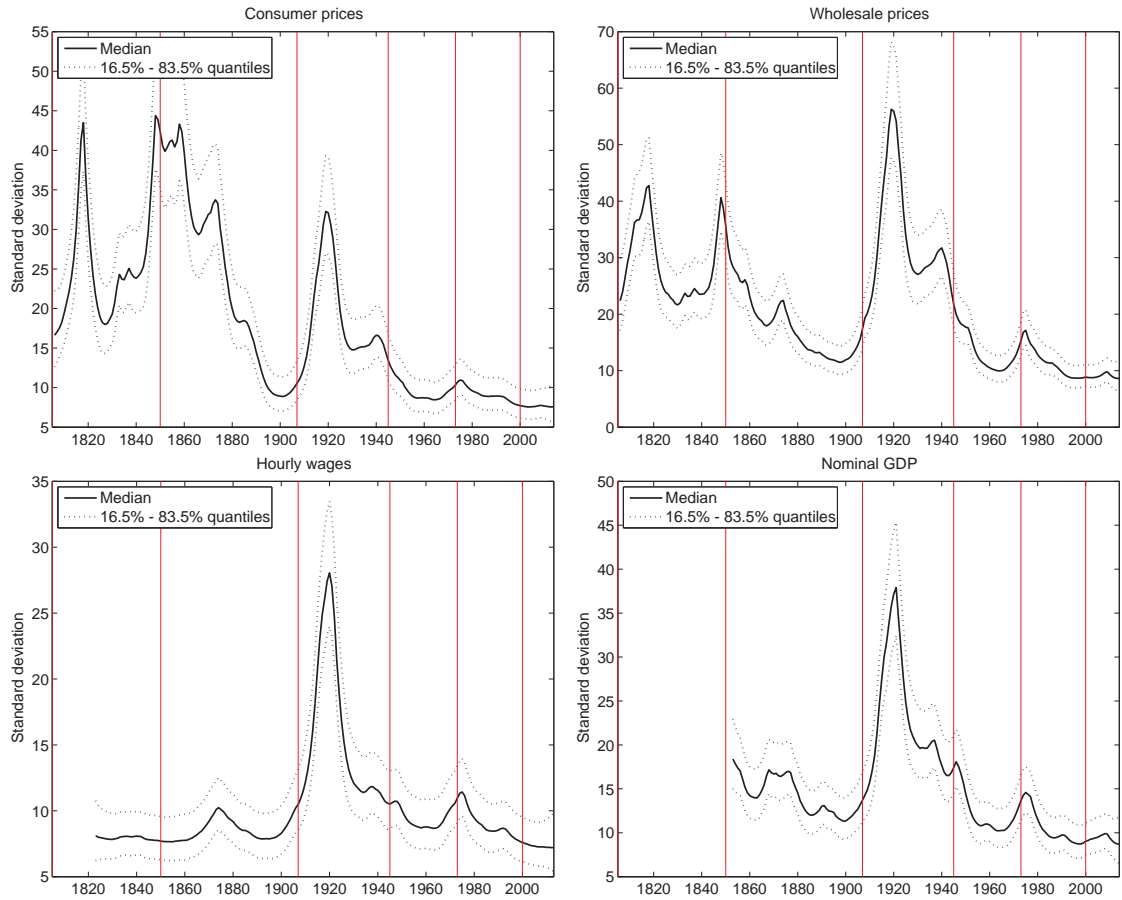 Consumer prices
55
50
45
40
35
30
25
20
15
10
5
Standard deviation
Median
16.5% - 83.5% quantiles
1820 1840 1860 1880 1900 1920 1940 1960 1980 2000
Wholesale prices
70
60
50
40
30
20
10
0
Standard deviation
Median
16.5% - 83.5% quantiles
1820 1840 1860 1880 1900 1920 1940 1960 1980 2000
Hourly wages
35
30
25
20
15
10
5
Standard deviation
Median
16.5% - 83.5% quantiles
1820 1840 1860 1880 1900 1920 1940 1960 1980 2000
Nominal GDP
50
45
40
35
30
25
20
15
10
5
Standard deviation
Median
16.5% - 83.5% quantiles
1820 1840 1860 1880 1900 1920 1940 1960 1980 2000